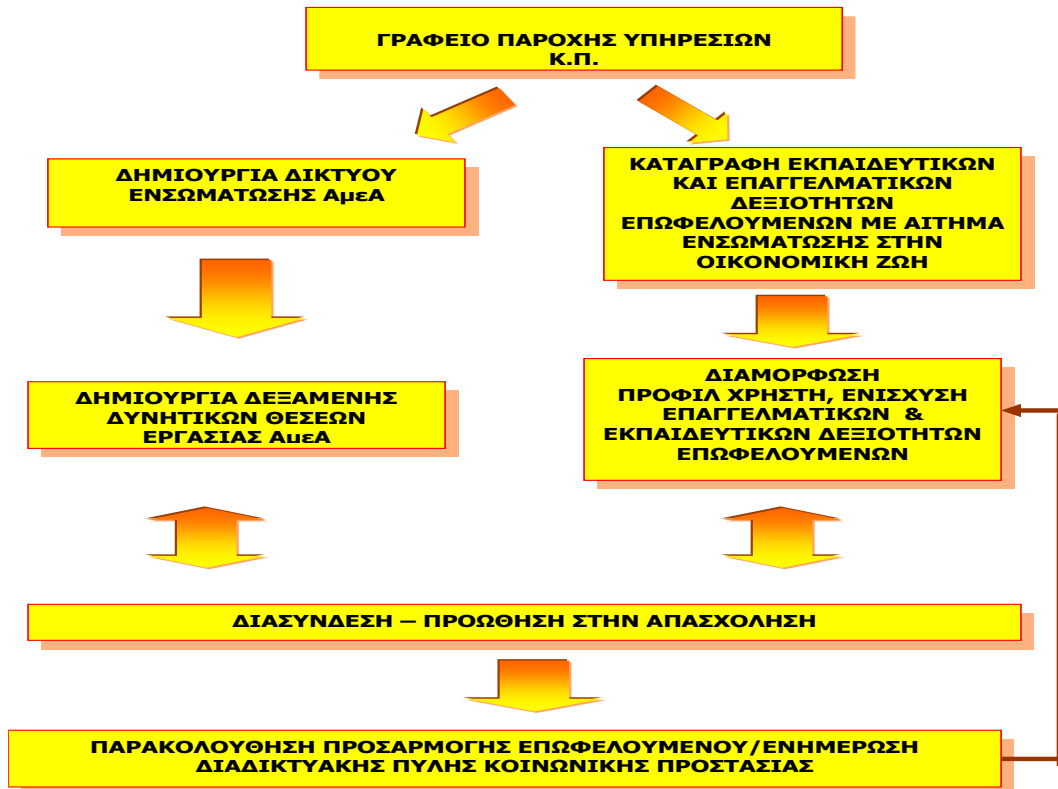 ΓΡΑΦΕΙΟ ΠΑΡΟΧΗΣ ΥΠΗΡΕΣΙΩΝ
Κ.Π.
ΔΗΜΙΟΥΡΓΙΑ ΔΙΚΤΥΟΥ
ΕΝΣΩΜΑΤΩΣΗΣ ΑμεΑ
ΚΑΤΑΓΡΑΦΗ ΕΚΠΑΙΔΕΥΤΙΚΩΝ
ΚΑΙ ΕΠΑΓΓΕΛΜΑΤΙΚΩΝ
ΔΕΞΙΟΤΗΤΩΝ
ΕΠΩΦΕΛΟΥΜΕΝΩΝ ΜΕ ΑΙΤΗΜΑ
ΕΝΣΩΜΑΤΩΣΗΣ ΣΤΗΝ
ΟΙΚΟΝΟΜΙΚΗ ΖΩΗ
ΔΗΜΙΟΥΡΓΙΑ ΔΕΞΑΜΕΝΗΣ
ΔΥΝΗΤΙΚΩΝ ΘΕΣΕΩΝ
ΕΡΓΑΣΙΑΣ ΑμεΑ
ΔΙΑΜΟΡΦΩΣΗ
ΠΡΟΦΙΛ ΧΡΗΣΤΗ, ΕΝΙΣΧΥΣΗ
ΕΠΑΓΓΕΛΜΑΤΙΚΩΝ &
ΕΚΠΑΙΔΕΥΤΙΚΩΝ ΔΕΞΙΟΤΗΤΩΝ
ΕΠΩΦΕΛΟΥΜΕΝΩΝ
ΔΙΑΣΥΝΔΕΣΗ – ΠΡΟΩΘΗΣΗ ΣΤΗΝ ΑΠΑΣΧΟΛΗΣΗ
ΠΑΡΑΚΟΛΟΥΘΗΣΗ ΠΡΟΣΑΡΜΟΓΗΣ ΕΠΩΦΕΛΟΥΜΕΝΟΥ/ΕΝΗΜΕΡΩΣΗ
ΔΙΑΔΙΚΤΥΑΚΗΣ ΠΥΛΗΣ ΚΟΙΝΩΝΙΚΗΣ ΠΡΟΣΤΑΣΙΑΣ